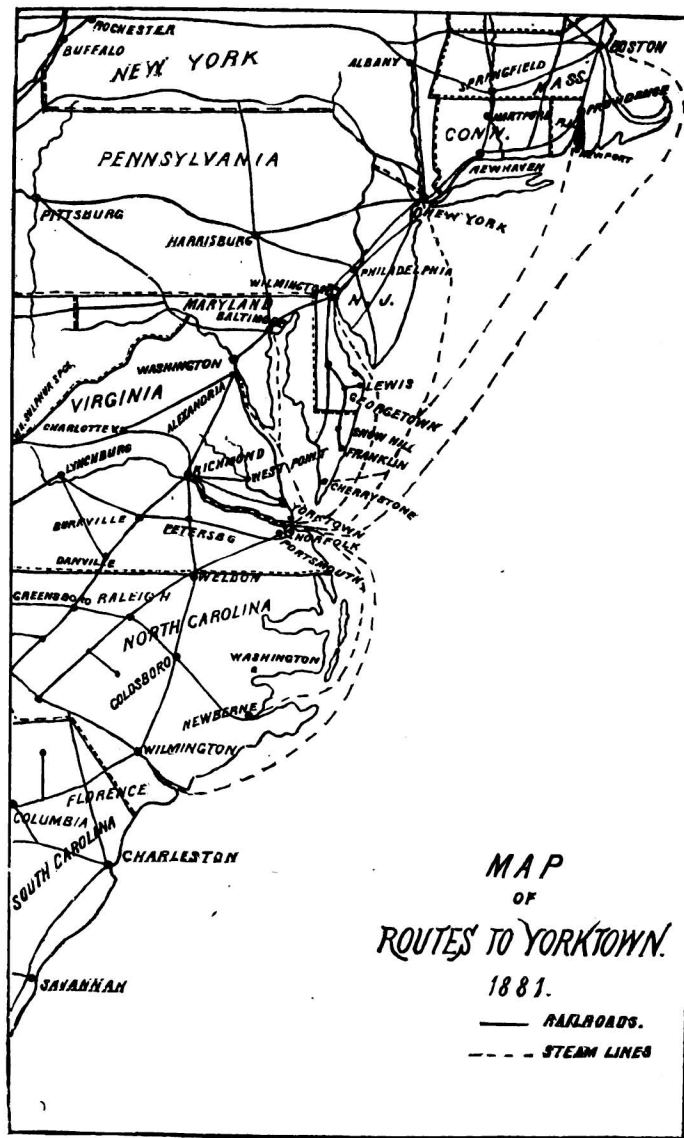 ROCHESTER
BUFFALO
NEW YORK
ALBANY
BOSTON
SPRINGFIELD
MASS.
PROVIDENCE
HARTFORD
R.I.
CONN.
NEWPORT
NEWHAVEN
PENNSYLVANIA
PITTSBURG
NEW YORK
HARRISBURG
PHILADELPHIA
WILMINGTON
N. J.
MARYLAND
BALTIMORE
WASHINGTON
LEWIS
GEORGETOWN
VIRGINIA
ALEXANDRIA
CHARLOTTEVE
SNOW HILL
FRANKLIN
LYNCHBURG
RICHMOND
WEST POINT
CHERRYSTONE
YORKTOWN
BURKVILLE
PETERSBG
NORFOLK
PORTSMOUTH
DANVILLE
WELDON
GREENSBORO
RALEIGH
NORTH CAROLINA
WASHINGTON
GOLDSBORO
NEWBERNE
WILMINGTON
FLORENCE
COLUMBIA
SOUTH CAROLINA
CHARLESTON
SAVANNAH
MAP
OF
ROUTES TO YORKTOWN.
1881.
RAILROADS.
STEAM LINES